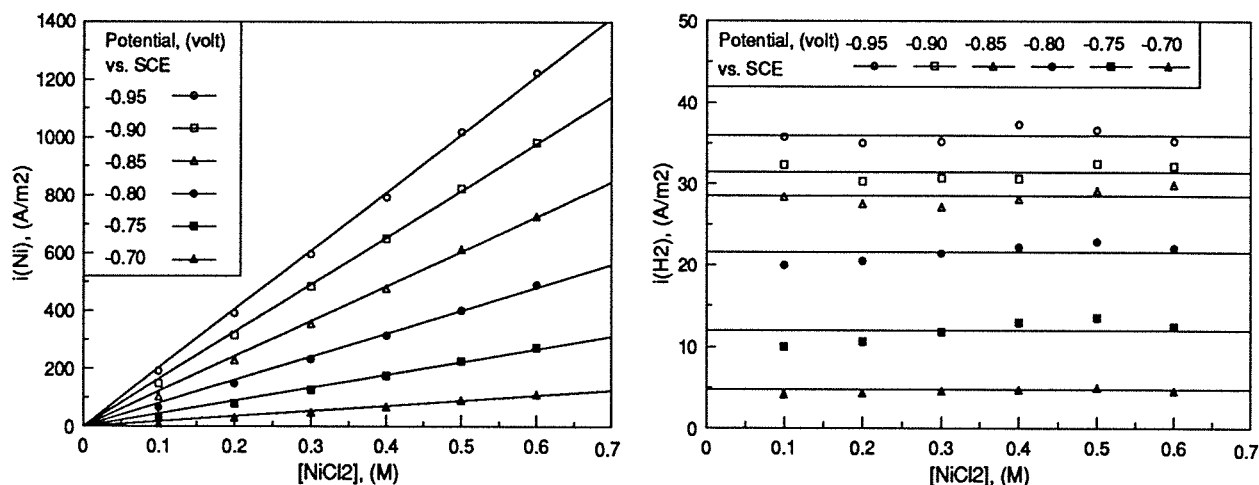 1400
1200
1000
800
600
400
200
0
i(Ni), (A/m2)
Potential, (volt)
vs. SCE
-0.95
-0.90
-0.85
-0.80
-0.75
-0.70
0 0.1 0.2 0.3 0.4 0.5 0.6 0.7
[NiCl2], (M)
50
40
30
20
10
0
i(H2), (A/m2)
Potential, (volt) -0.95 -0.90 -0.85 -0.80 -0.75 -0.70
vs. SCE
0 0.1 0.2 0.3 0.4 0.5 0.6 0.7
[NiCl2], (M)